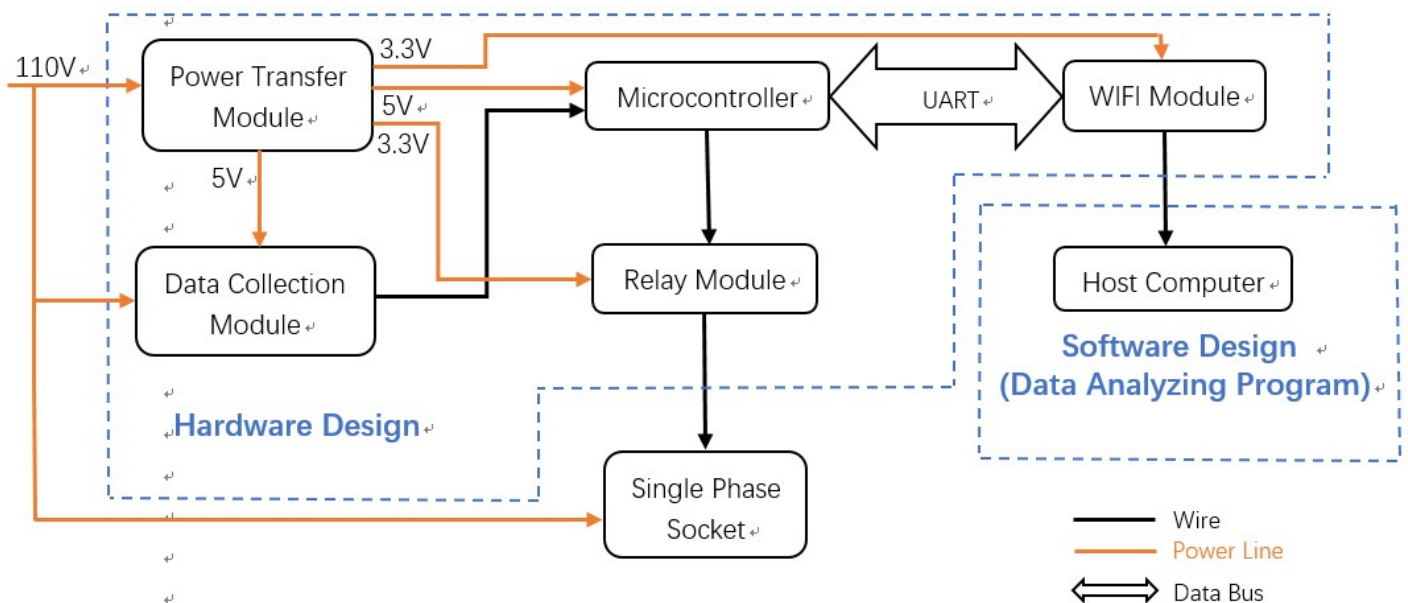 110V
Power Transfer
Module
3.3V
5V
3.3V
5V
Microcontroller
UART
WIFI Module
Data Collection
Module
Relay Module
Host Computer
Software Design
(Data Analyzing Program)
Hardware Design
Single Phase
Socket
Wire
Power Line
Data Bus